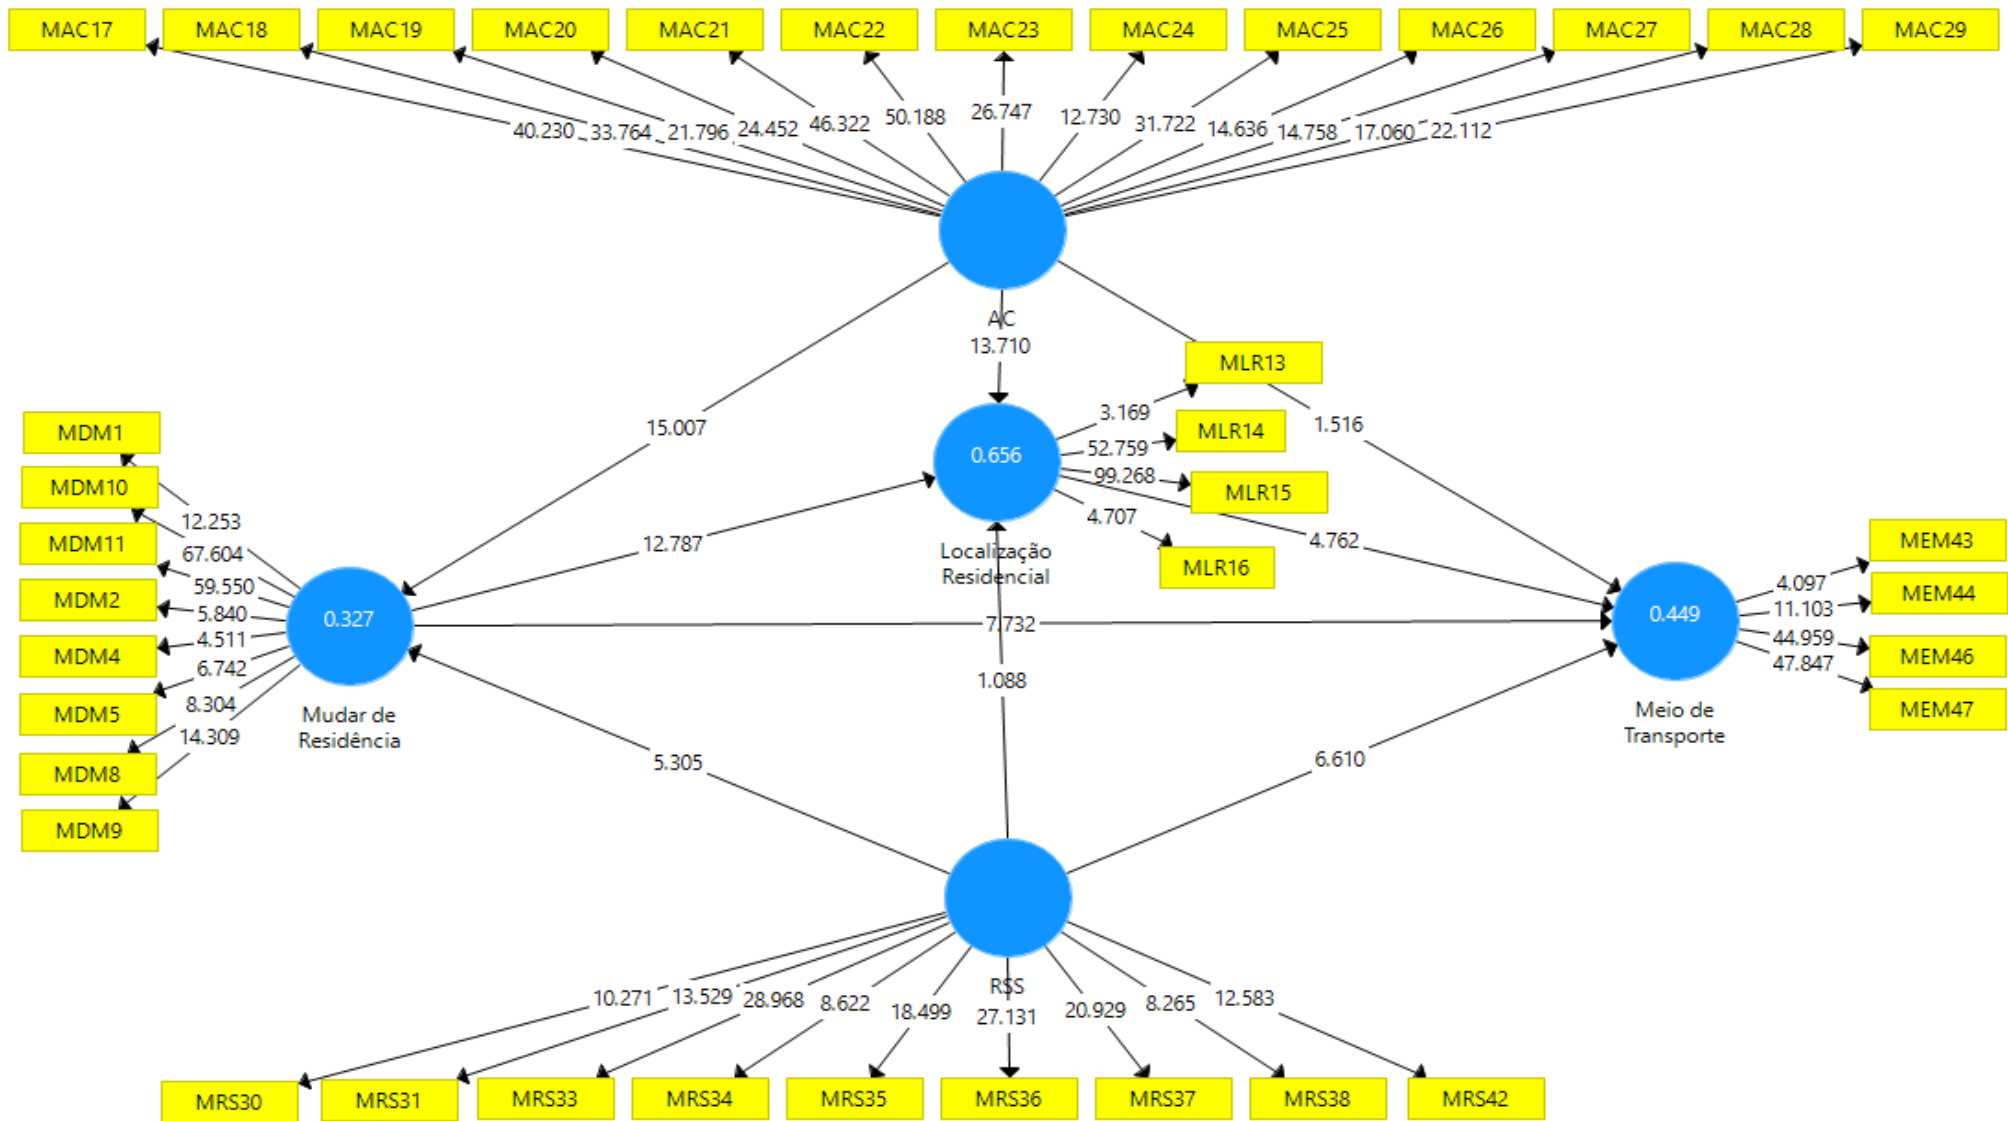 MAC17 MAC18 MAC19 MAC20 MAC21 MAC22 MAC23 MAC24 MAC25 MAC26 MAC27 MAC28 MAC29
40.230 33.764 21.796 24.452 46.322 50.188 26.747 12.730 31.722 14.636 14.758 17.060 22.112
AC
13.710
MLR13
3.169
1.516
15.007
MLR14
52.759
0.656
99.268
MLR15
4.707
MLR16
4.762
Localização
Residencial
12.787
MDM1
MDM10
MDM11
MDM2
MDM4
MDM5
MDM8
MDM9
12.253
67.604
59.550
5.840
4.511
6.742
8.304
14.309
0.327
Mudar de
Residência
7.732
1.088
5.305
6.610
0.449
Meio de
Transporte
4.097
11.103
44.959
47.847
MEM43
MEM44
MEM46
MEM47
RSS
10.271 13.529 28.968 8.622 18.499 27.131 20.929 8.265 12.583
MRS30 MRS31 MRS33 MRS34 MRS35 MRS36 MRS37 MRS38 MRS42